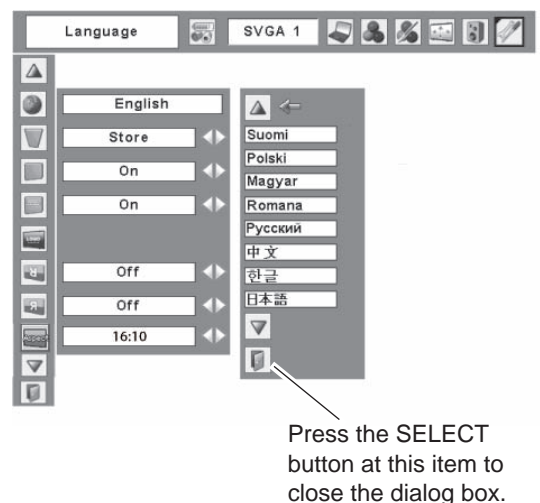 Language
SVGA 1
English
Store
On
On
Off
Off
16:10
Suomi
Polski
Magyar
Romana
Русский
中文
한글
日本語
Press the SELECT
button at this item to
close the dialog box.